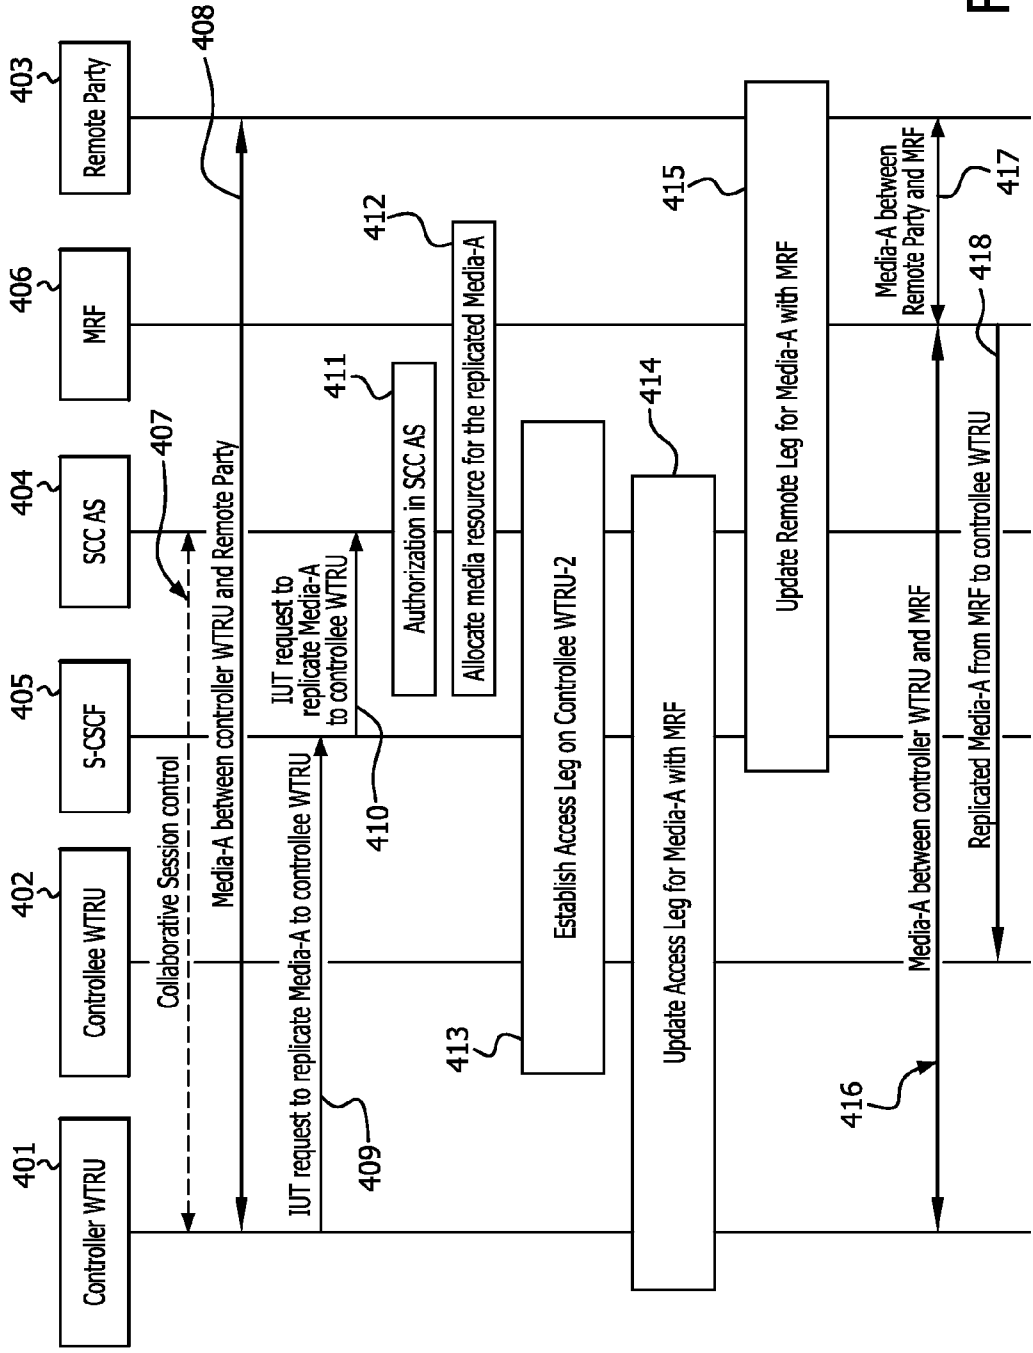 401
402
405
404
406
403
Controller WTRU
Controllee WTRU
S-CSCF
SCC AS
MRF
Remote Party
Collaborative Session control
407
Media-A between controller WTRU and Remote Party
408
IUT request to replicate Media-A to controllee WTRU
409
IUT request to
replicate Media-A
to controllee WTRU
410
411
Authorization in SCC AS
412
Allocate media resource for the replicated Media-A
413
Establish Access Leg on Controllee WTRU-2
414
Update Access Leg for Media-A with MRF
415
Update Remote Leg for Media-A with MRF
416
Media-A between controller WTRU and MRF
Media-A between
Remote Party and MRF
417
Replicated Media-A from MRF to controllee WTRU
418
F